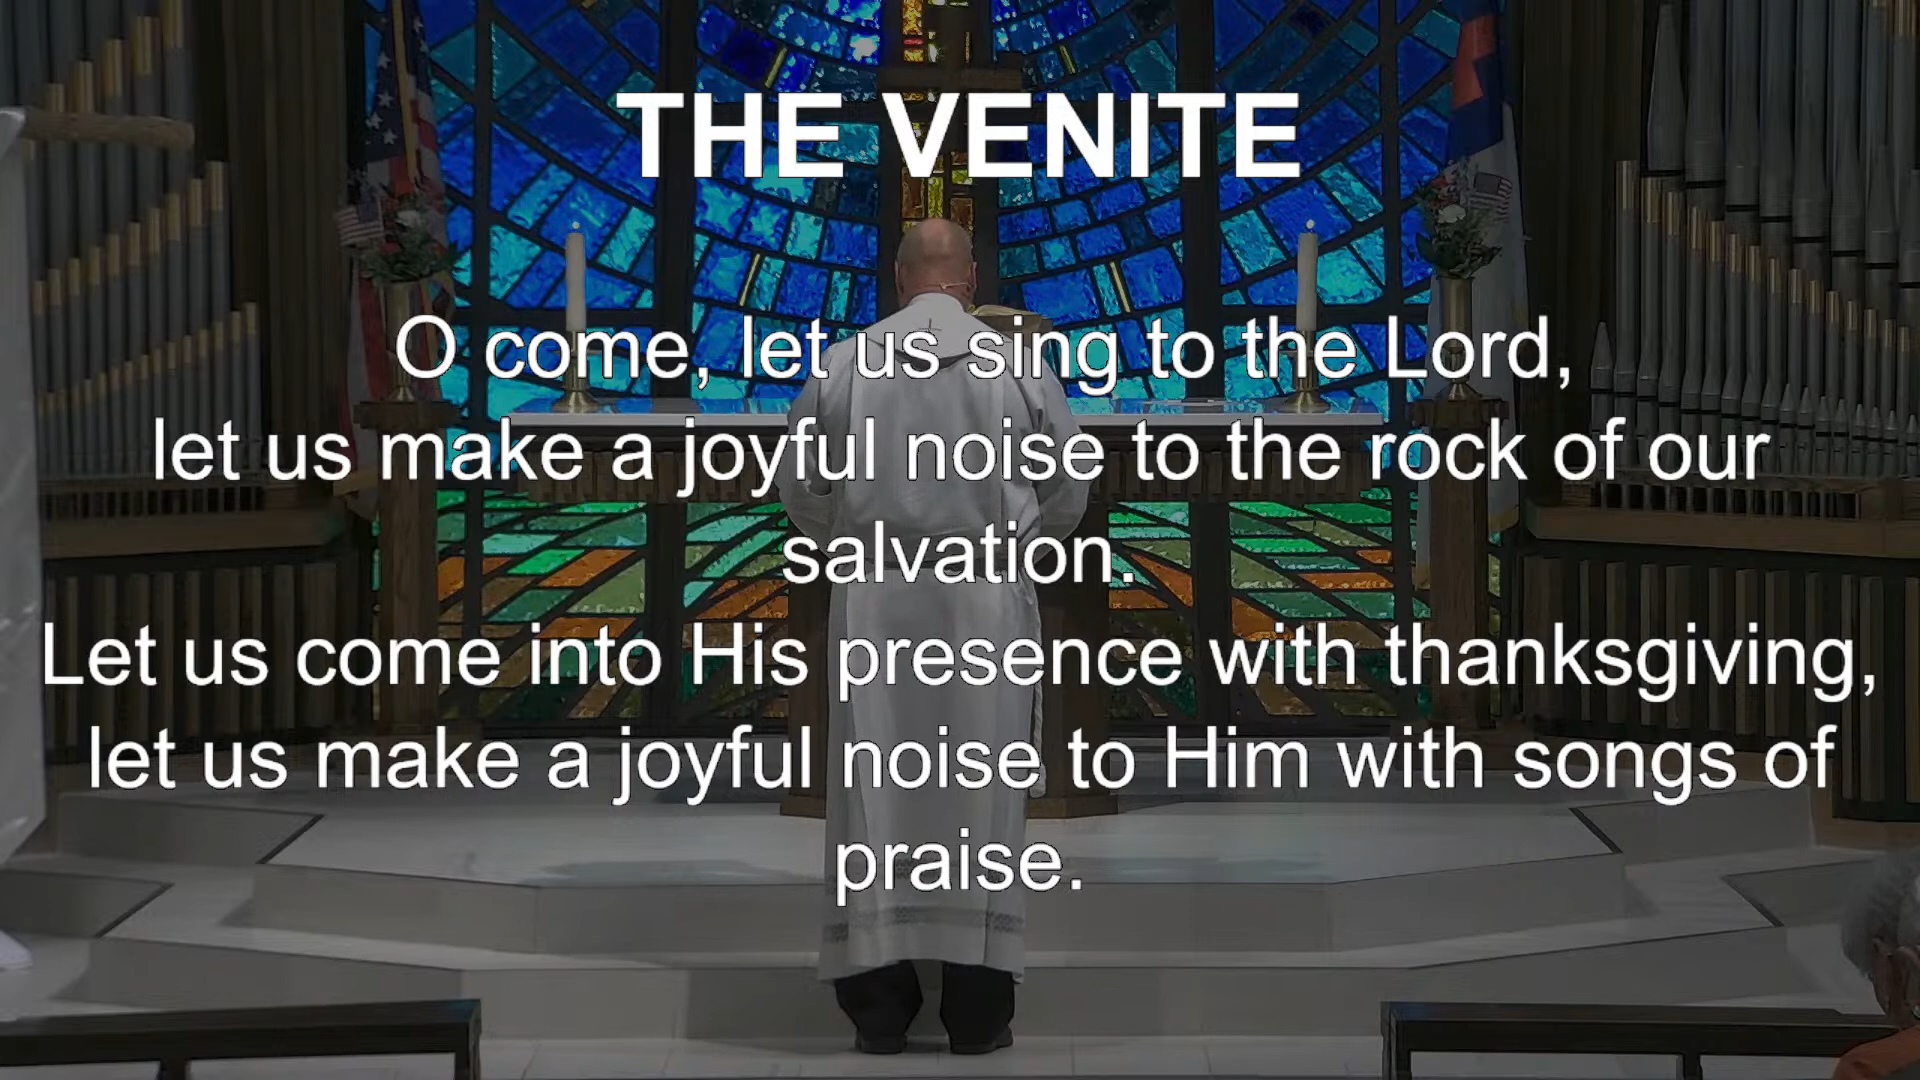 THE VENITE
O come, let us sing to the Lord,
let us make a joyful noise to the rock of our
salvation.
Let us come into His presence with thanksgiving,
let us make a joyful noise to Him with songs of
praise.